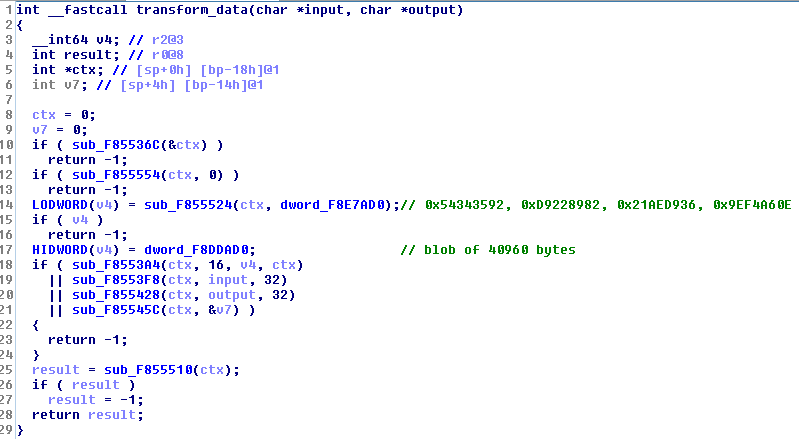 1 int __fastcall transform_data(char *input, char *output)
2 {
3   __int64 v4; // r2@3
4   int result; // r0@8
5   int *ctx; // [sp+0h] [bp-18h]@1
6   int v7; // [sp+4h] [bp-14h]@1
7
8   ctx = 0;
9   v7 = 0;
10   if ( sub_F85536C(&ctx) )
11     return -1;
12   if ( sub_F855554(ctx, 0) )
13     return -1;
14   LODWORD(v4) = sub_F855524(ctx, dword_F8E7AD0);// 0x54343592, 0xD9228982, 0x21AED936, 0x9EF4A60E
15   if ( v4 )
16     return -1;
17   HIDWORD(v4) = dword_F8DDAD0;                   // blob of 40960 bytes
18   if ( sub_F8553A4(ctx, 16, v4, ctx)
19     || sub_F8553F8(ctx, input, 32)
20     || sub_F855428(ctx, output, 32)
21     || sub_F85545C(ctx, &v7) )
22   {
23     return -1;
24   }
25   result = sub_F855510(ctx);
26   if ( result )
27     result = -1;
28   return result;
29 }